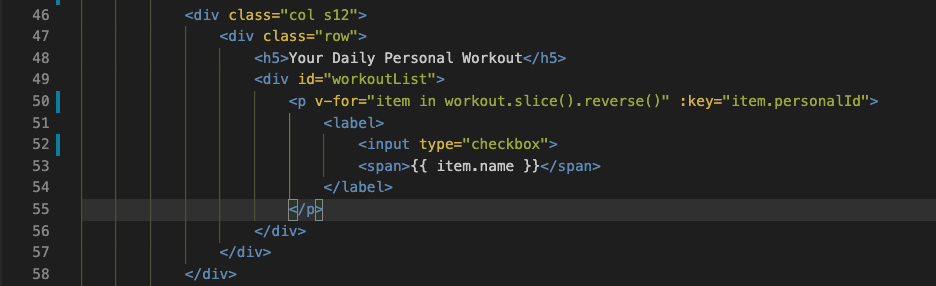 46 <div class="col s12">
47 <div class="row">
48 <h5>Your Daily Personal Workout</h5>
49 <div id="workoutList">
50 <p v-for="item in workout.slice().reverse()" :key="item.personalId">
51 <label>
52 <input type="checkbox">
53 <span>{{ item.name }}</span>
54 </label>
55 </p>
56 </div>
57 </div>
58 </div>